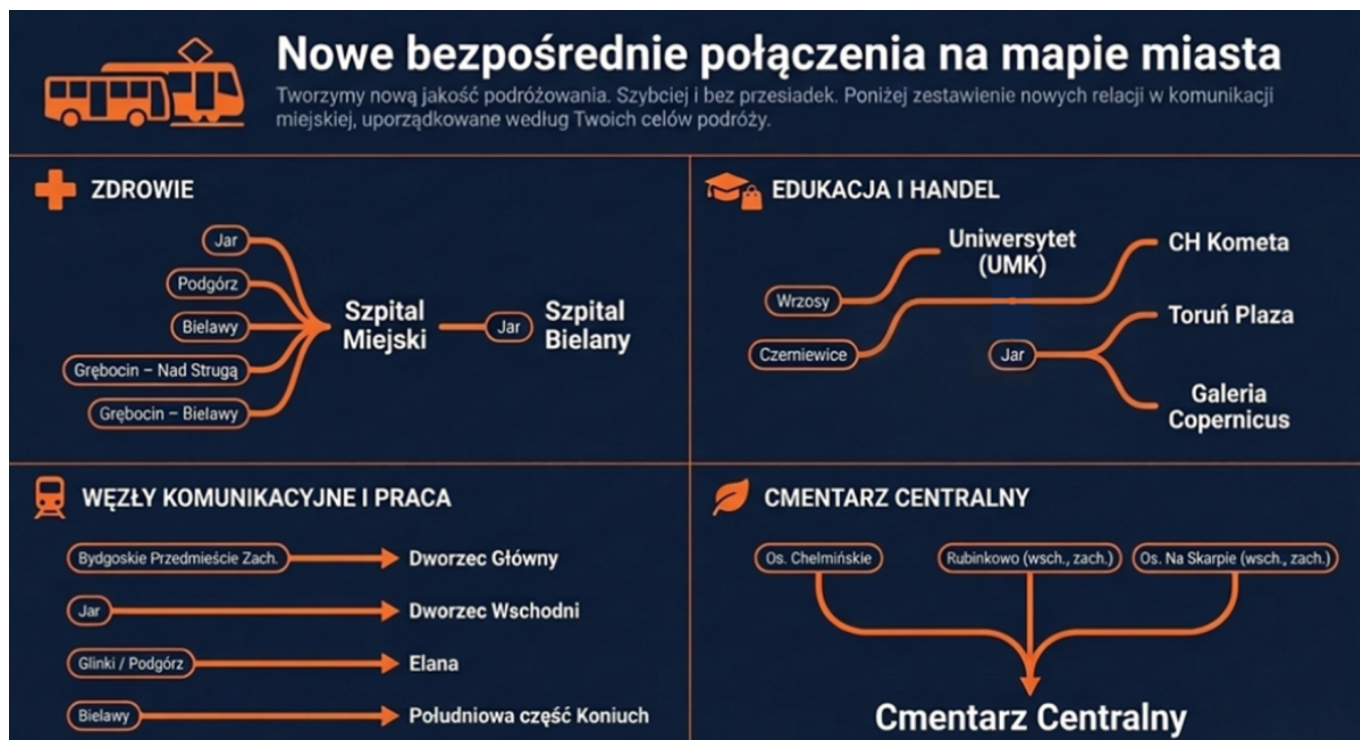 Nowe bezpośrednie połączenia na mapie miasta
Tworzymy nową jakość podróżowania. Szybciej i bez przesiadek. Poniżej zestawienie nowych relacji w komunikacji
miejskiej, uporządkowane według Twoich celów podróży.
ZDROWIE
Jar
Podgórz
Bielawy
Grębocin – Nad Strugą
Grębocin – Bielawy
Szpital
Miejski
Jar
Szpital
Bielany
EDUKACJA I HANDEL
Wrzosy
Czerniewice
Uniwersytet
(UMK)
Jar
CH Kometa
Toruń Plaza
Galeria
Copernicus
WĘZŁY KOMUNIKACYJNE I PRACA
Bydgoskie Przedmieście Zach.
Dworzec Główny
Jar
Dworzec Wschodni
Glinki / Podgórz
Elana
Bielawy
Południowa część Koniuch
CMENTARZ CENTRALNY
Os. Chelmińskie
Rubinkowo (wsch., zach.)
Os. Na Skarpie (wsch., zach.)
Cmentarz Centralny